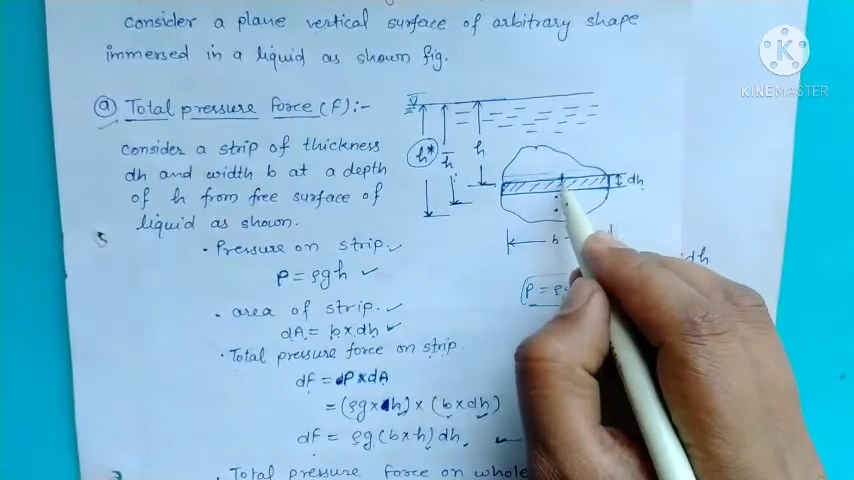 consider a plane vertical surface of arbitrary shape
immersed in a liquid as shown fig.
KINEMASTER
ⓐ Total pressure force (F):-
consider a strip of thickness
dh and width b at a depth
of h from free surface of
liquid as shown.
h* h̄ h
dh
b
• Pressure on strip.
P = ρgh
P = ρg
dh
• area of strip.
dA = b×dh
• Total pressure force on strip
dF = P×dA
= (ρg×h) × (b×dh)
dF = ρg(b×h)dh.
• Total pressure force on whole